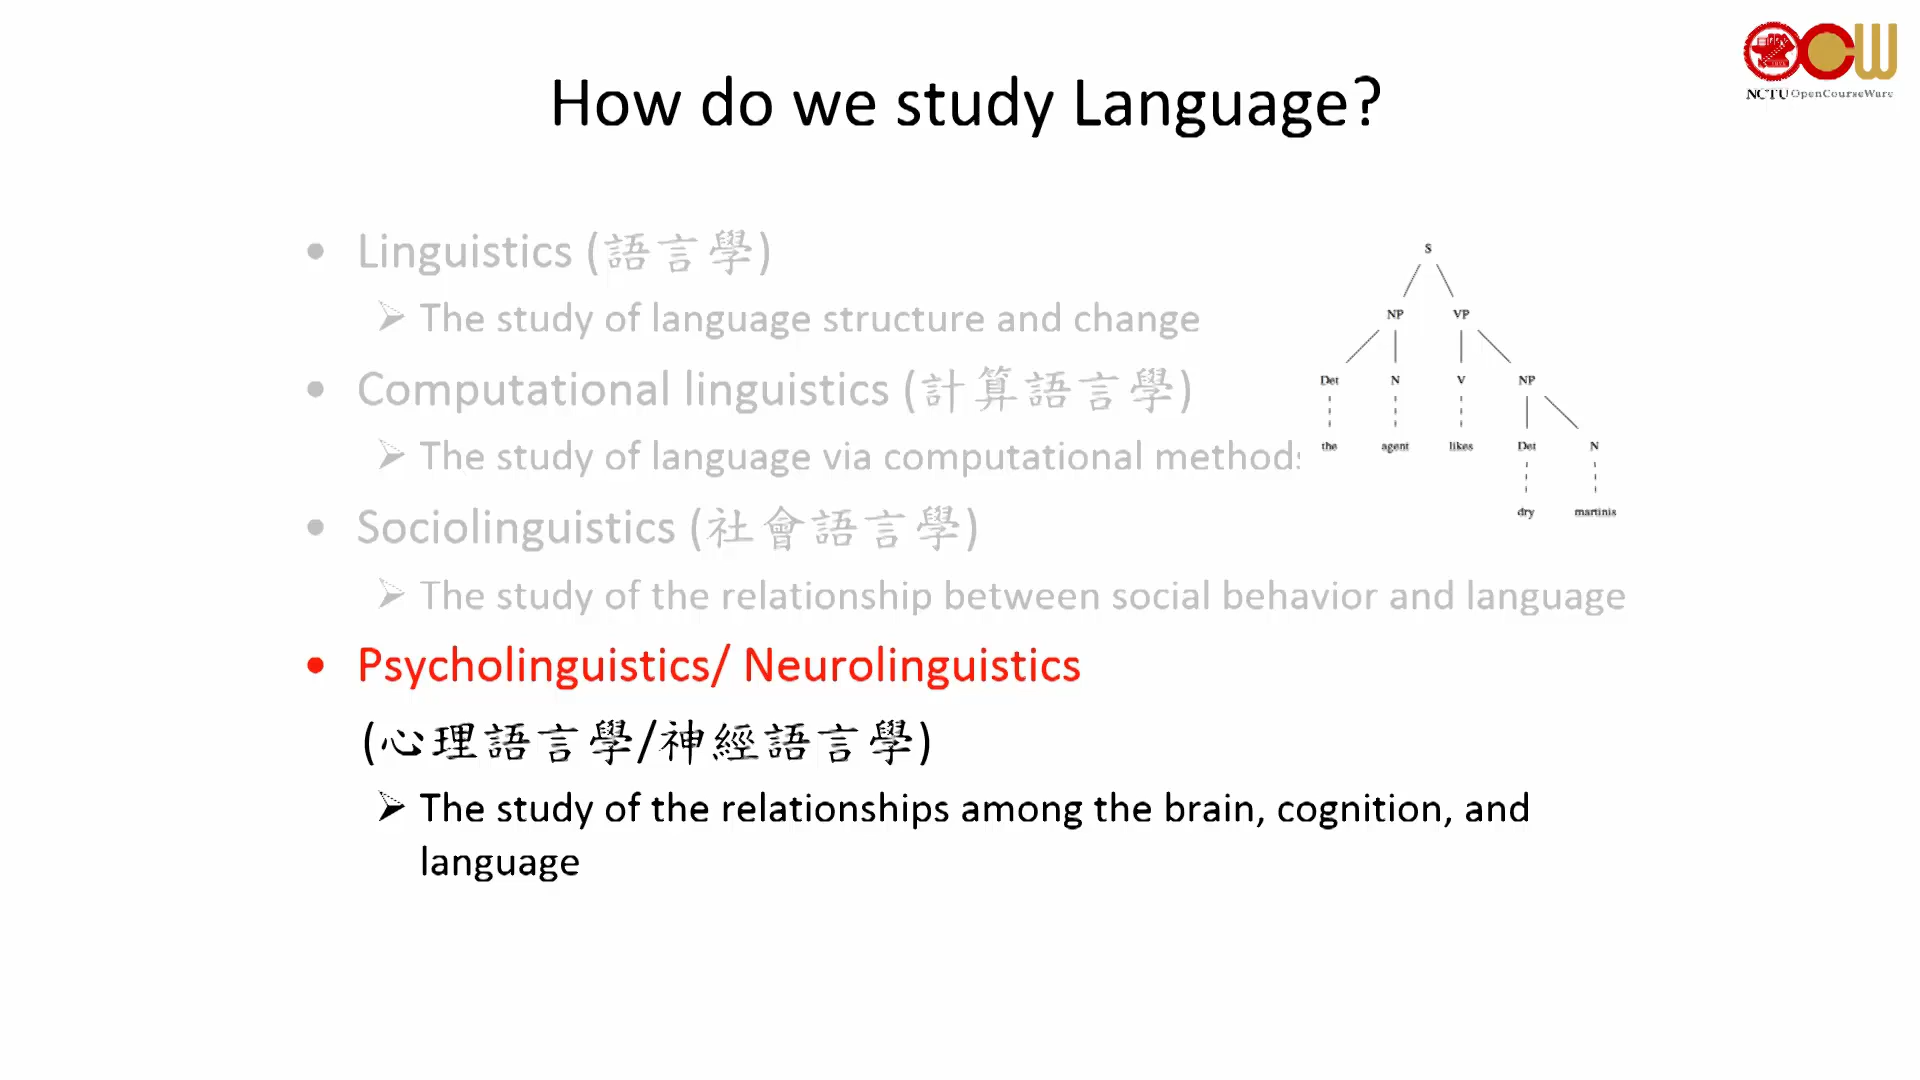 How do we study Language?
NCTU OpenCourseWare
• Linguistics (語言學)
➢ The study of language structure and change
• Computational linguistics (計算語言學)
➢ The study of language via computational methods
• Sociolinguistics (社會語言學)
➢ The study of the relationship between social behavior and language
• Psycholinguistics/ Neurolinguistics
(心理語言學/神經語言學)
➢ The study of the relationships among the brain, cognition, and
language
S
NP VP
Det N V NP
the agent likes Det N
dry martinis